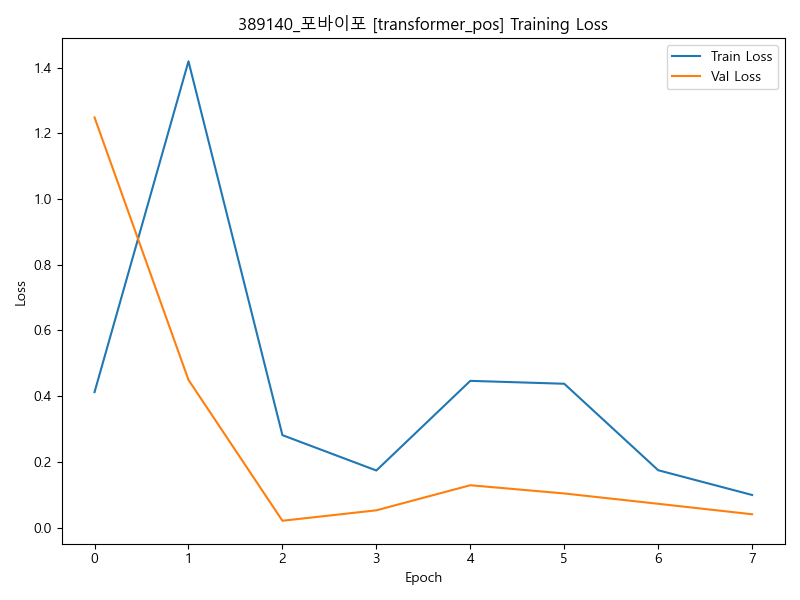 389140_포바이포 [transformer_pos] Training Loss
Train Loss
Val Loss
Loss
1.4
1.2
1.0
0.8
0.6
0.4
0.2
0.0
0 1 2 3 4 5 6 7
Epoch